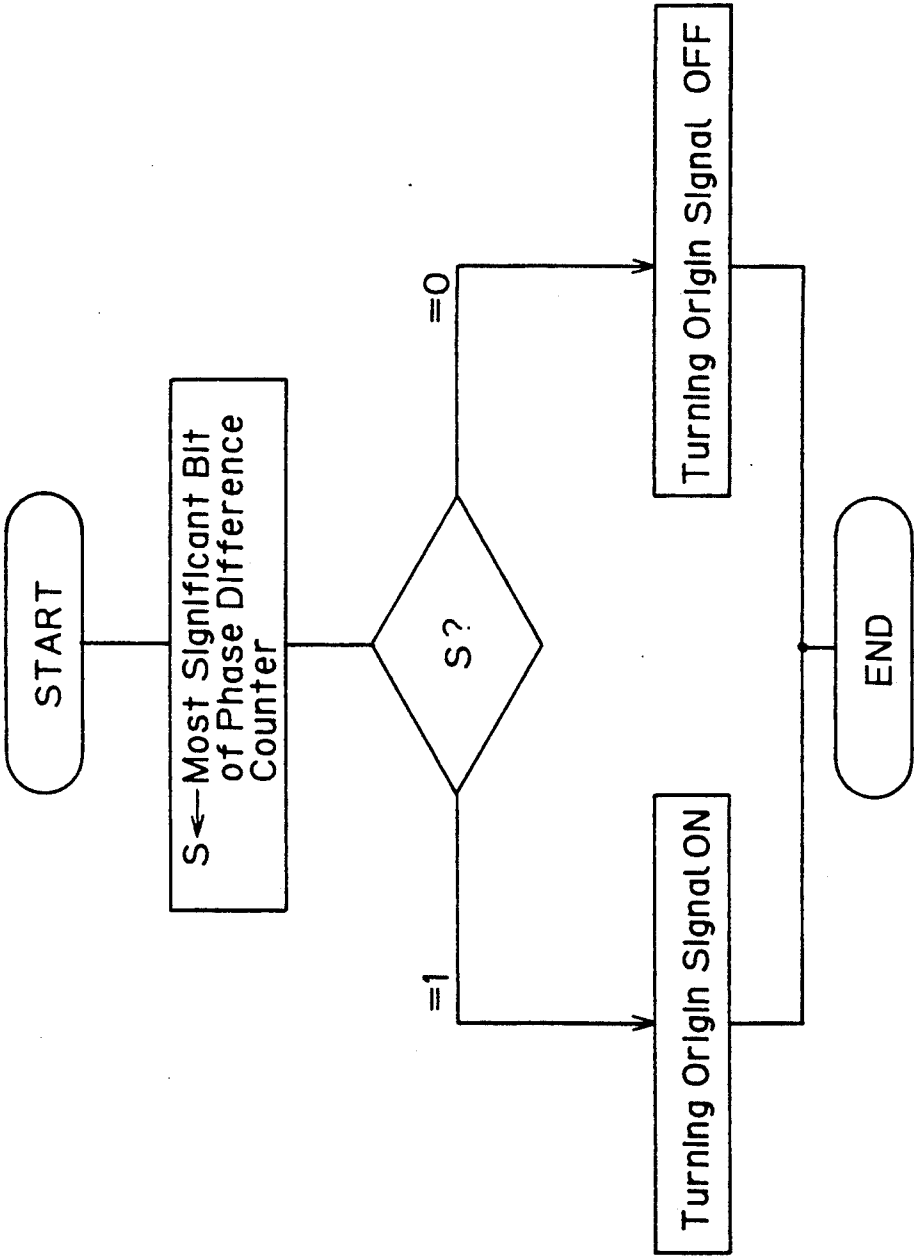 START
S←Most Significant Bit
of Phase Difference
Counter
S?
=1
=0
Turning Origin Signal ON
Turning Origin Signal OFF
END